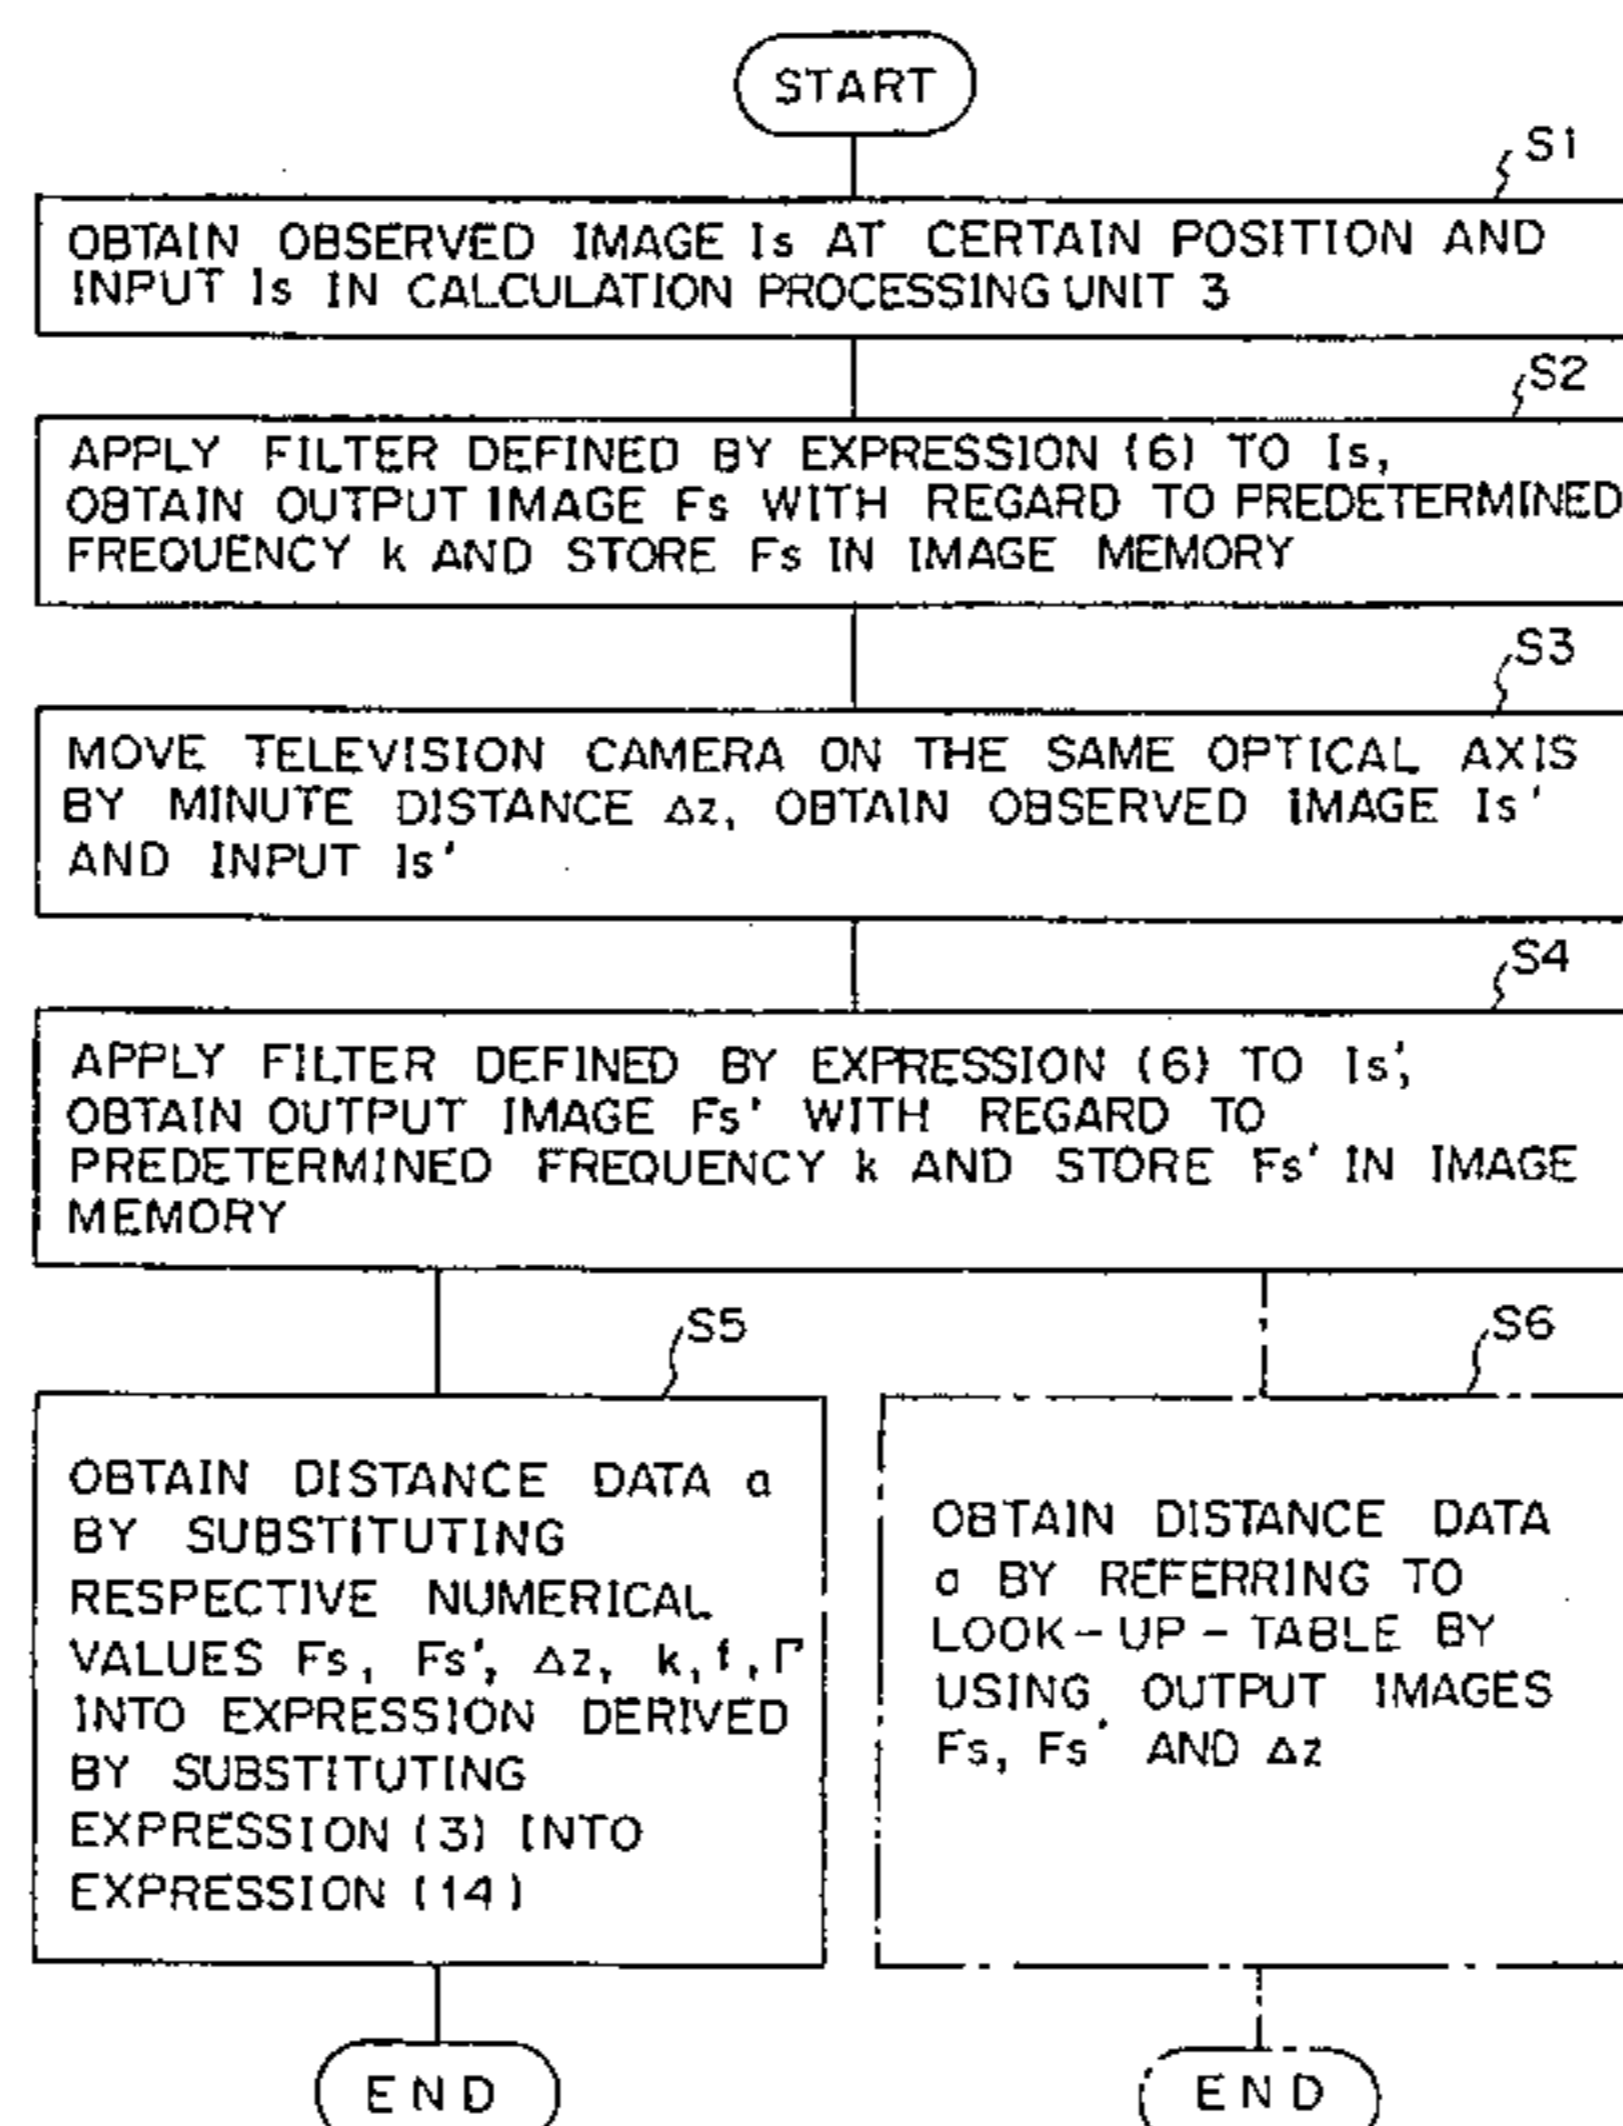 START
S1
OBTAIN OBSERVED IMAGE Is AT CERTAIN POSITION AND
INPUT Is IN CALCULATION PROCESSING UNIT 3
S2
APPLY FILTER DEFINED BY EXPRESSION (6) TO Is,
OBTAIN OUTPUT IMAGE Fs WITH REGARD TO PREDETERMINED
FREQUENCY k AND STORE Fs IN IMAGE MEMORY
S3
MOVE TELEVISION CAMERA ON THE SAME OPTICAL AXIS
BY MINUTE DISTANCE Δz, OBTAIN OBSERVED IMAGE Is'
AND INPUT Is'
S4
APPLY FILTER DEFINED BY EXPRESSION (6) TO Is',
OBTAIN OUTPUT IMAGE Fs' WITH REGARD TO
PREDETERMINED FREQUENCY k AND STORE Fs' IN IMAGE
MEMORY
S5
OBTAIN DISTANCE DATA a
BY SUBSTITUTING
RESPECTIVE NUMERICAL
VALUES Fs, Fs', Δz, k, f, Γ
INTO EXPRESSION DERIVED
BY SUBSTITUTING
EXPRESSION (3) INTO
EXPRESSION (14)
END
S6
OBTAIN DISTANCE DATA
a BY REFERRING TO
LOOK-UP-TABLE BY
USING OUTPUT IMAGES
Fs, Fs' AND Δz
END